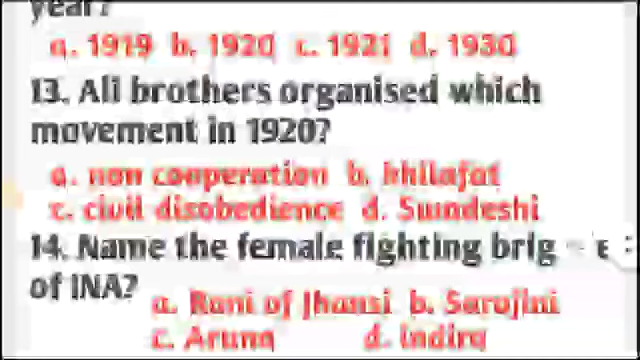 year?
a. 1919 b. 1920 c. 1921 d. 1930
13. Ali brothers organised which
movement in 1920?
a. non cooperation b. khilafat
c. civil disobedience d. Swadeshi
14. Name the female fighting brig e
of INA?
a. Rani of Jhansi b. Sarojini
c. Aruna d. Indira